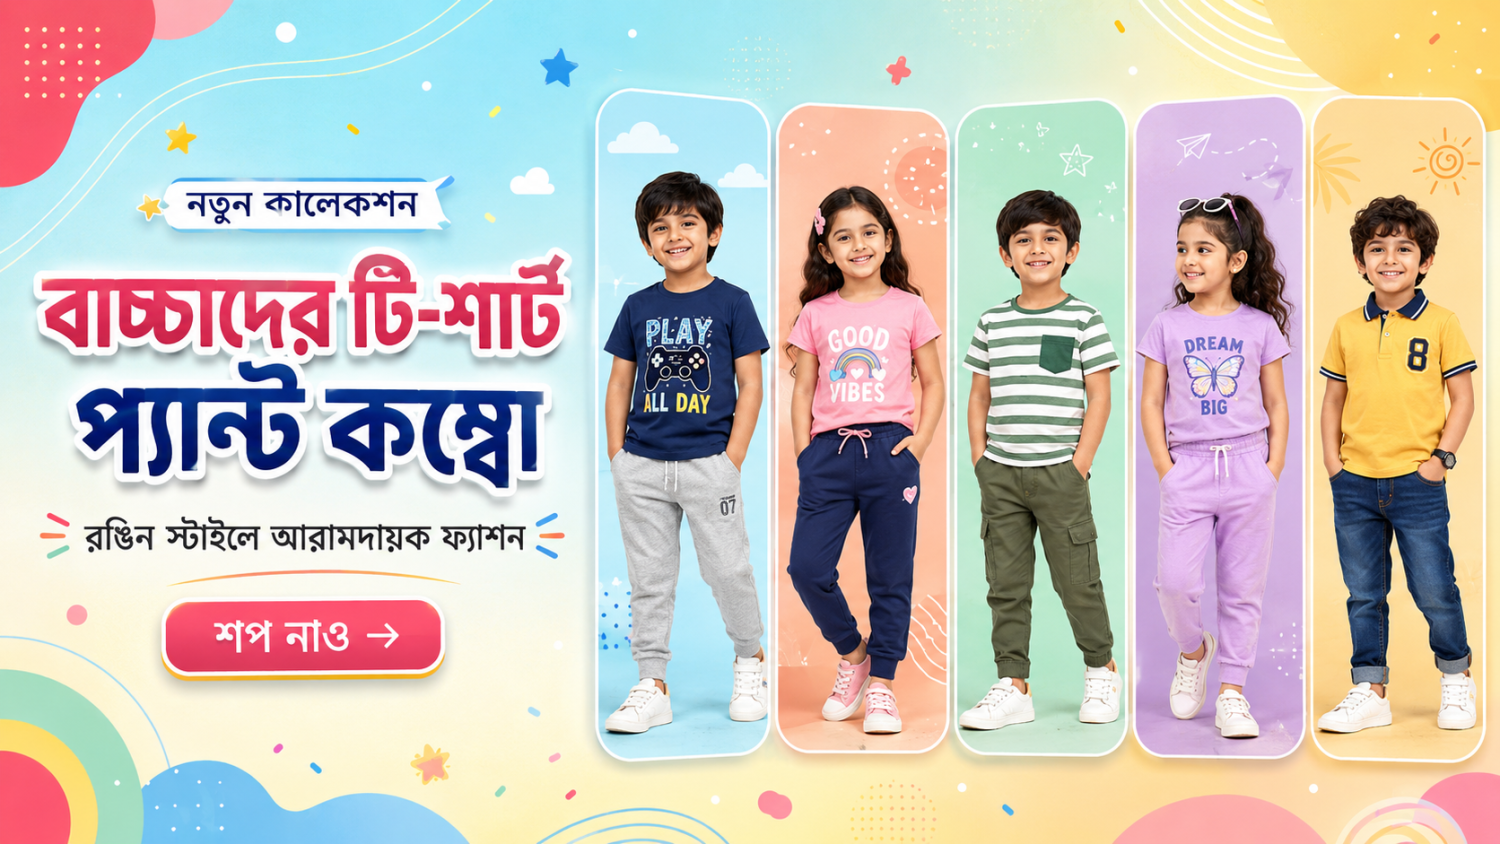 নতুন কালেকশন
বাচ্চাদের টি-শার্ট
প্যান্ট কম্বো
রঙিন স্টাইলে আরামদায়ক ফ্যাশন
শপ নাও →
PLAY
ALL DAY
07
GOOD
VIBES
DREAM
BIG
8